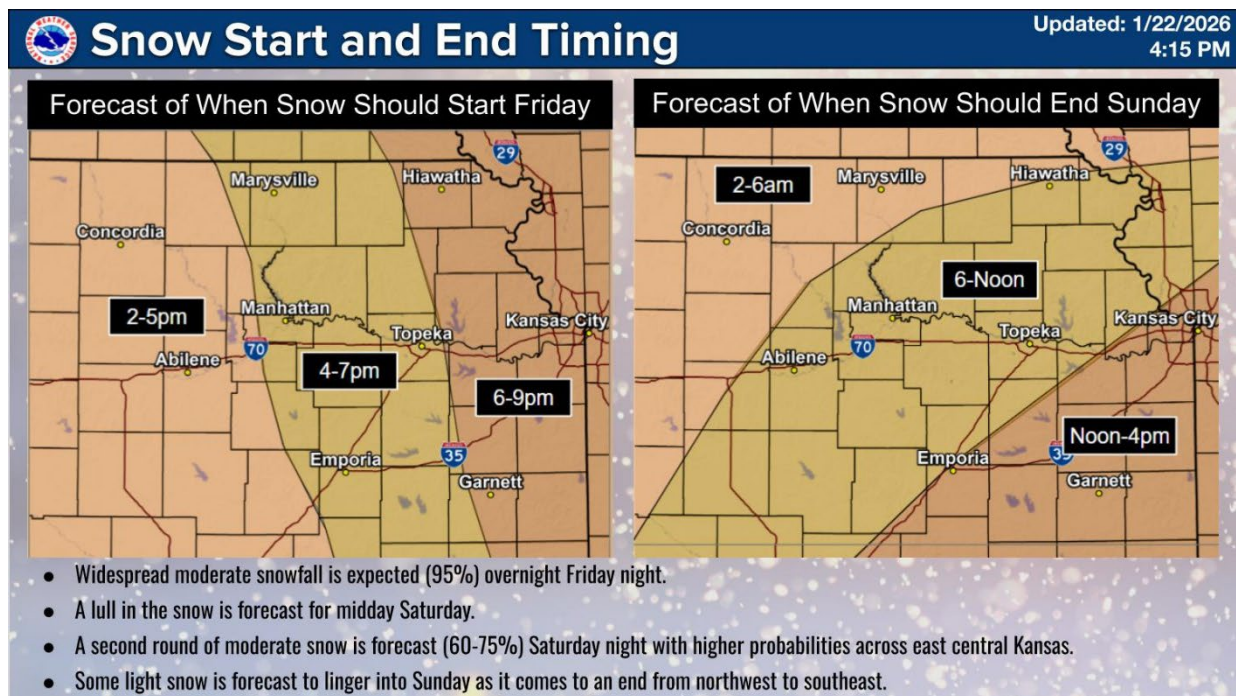 Snow Start and End Timing
Updated: 1/22/2026
4:15 PM
Forecast of When Snow Should Start Friday
29
Marysville
Hiawatha
Concordia
2-5pm
Manhattan
Topeka
Kansas City
70
Abilene
4-7pm
6-9pm
Emporia
35
Garnett
Forecast of When Snow Should End Sunday
29
2-6am
Marysville
Hiawatha
Concordia
6-Noon
Manhattan
Topeka
Kansas City
70
Abilene
Noon-4pm
Emporia
Garnett
● Widespread moderate snowfall is expected (95%) overnight Friday night.
● A lull in the snow is forecast for midday Saturday.
● A second round of moderate snow is forecast (60-75%) Saturday night with higher probabilities across east central Kansas.
● Some light snow is forecast to linger into Sunday as it comes to an end from northwest to southeast.